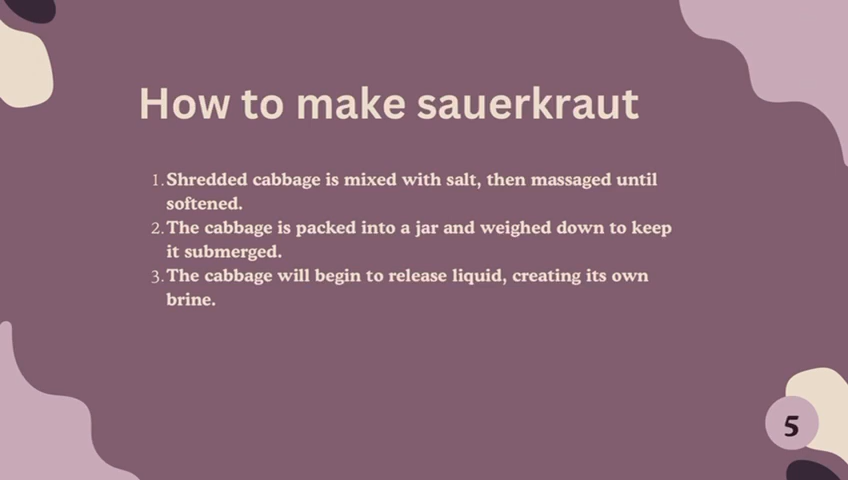 How to make sauerkraut
1. Shredded cabbage is mixed with salt, then massaged until
softened.
2. The cabbage is packed into a jar and weighed down to keep
it submerged.
3. The cabbage will begin to release liquid, creating its own
brine.
5